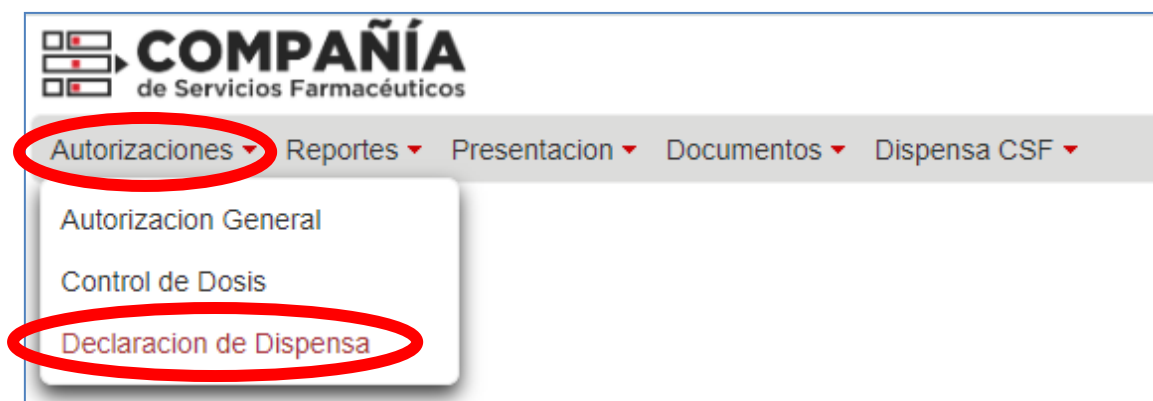 COMPAÑÍA
de Servicios Farmacéuticos
Autorizaciones Reportes Presentacion Documentos Dispensa CSF
Autorizacion General
Control de Dosis
Declaracion de Dispensa